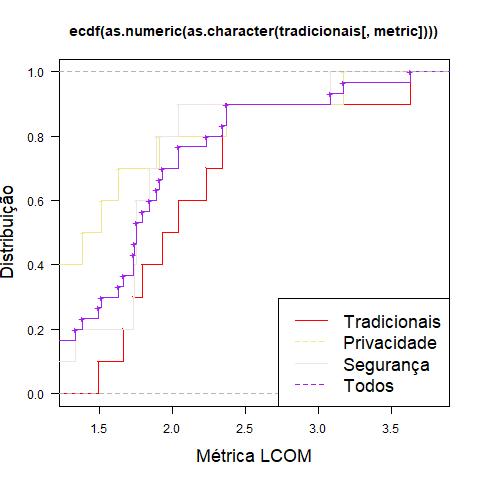 ecdf(as.numeric(as.character(tradicionais[, metric])))
Distribuição
1.0
0.8
0.6
0.4
0.2
0.0
Tradicionais
Privacidade
Segurança
Todos
1.5 2.0 2.5 3.0 3.5
Métrica LCOM